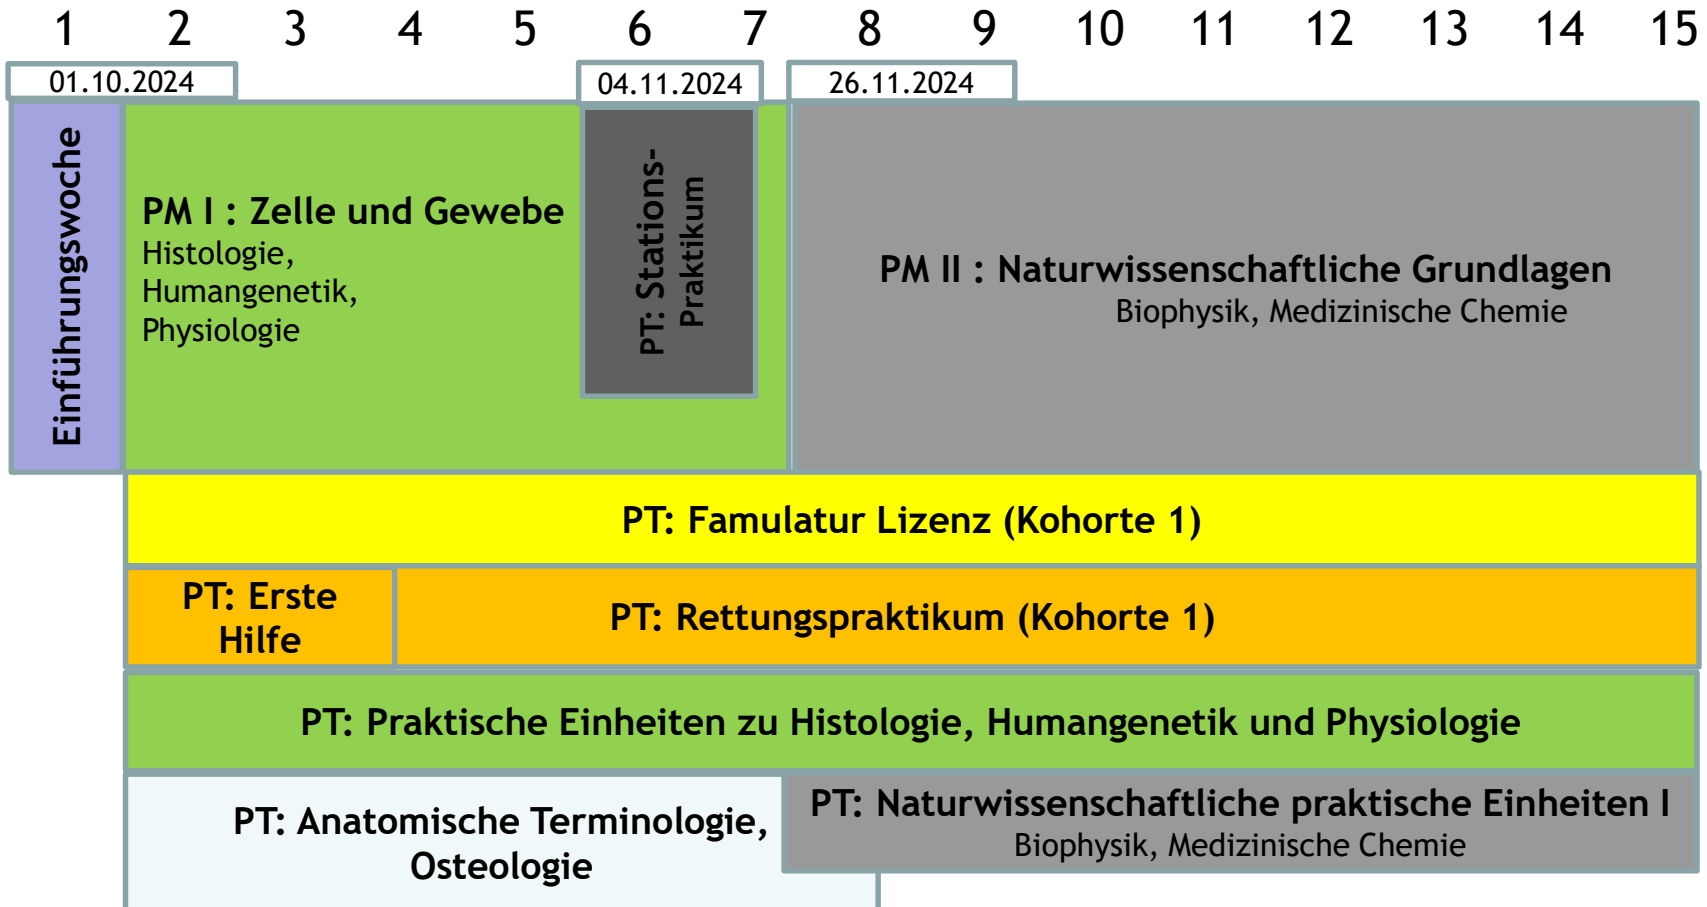 1 2 3 4 5 6 7 8 9 10 11 12 13 14 15
01.10.2024 04.11.2024 26.11.2024
Einführungswoche
PM I : Zelle und Gewebe
Histologie,
Humangenetik,
Physiologie
PT: Stations-
Praktikum
PM II : Naturwissenschaftliche Grundlagen
Biophysik, Medizinische Chemie
PT: Famulatur Lizenz (Kohorte 1)
PT: Erste
Hilfe
PT: Rettungspraktikum (Kohorte 1)
PT: Praktische Einheiten zu Histologie, Humangenetik und Physiologie
PT: Anatomische Terminologie,
Osteologie
PT: Naturwissenschaftliche praktische Einheiten I
Biophysik, Medizinische Chemie